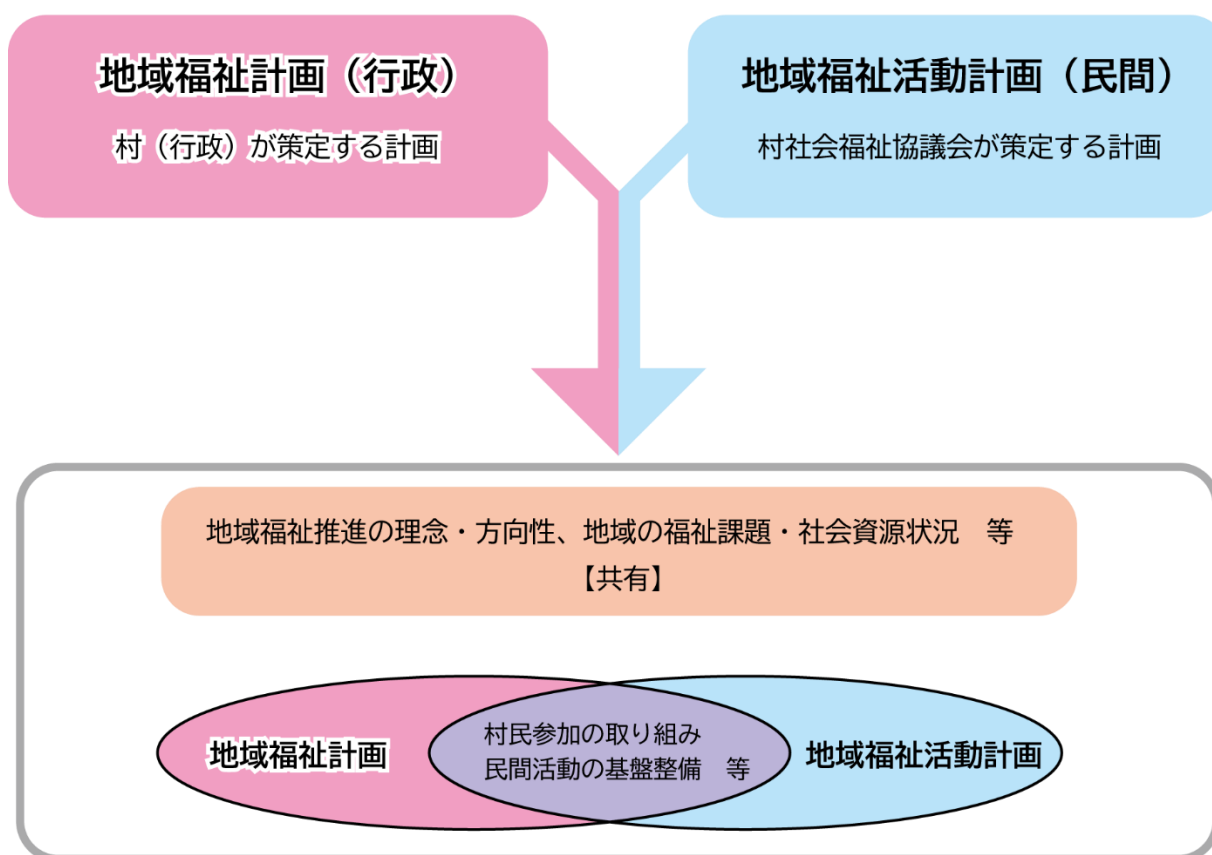 地域福祉計画（行政）
村（行政）が策定する計画
地域福祉活動計画（民間）
村社会福祉協議会が策定する計画
地域福祉推進の理念・方向性、地域の福祉課題・社会資源状況　等
【共有】
地域福祉計画
村民参加の取り組み
民間活動の基盤整備　等
地域福祉活動計画